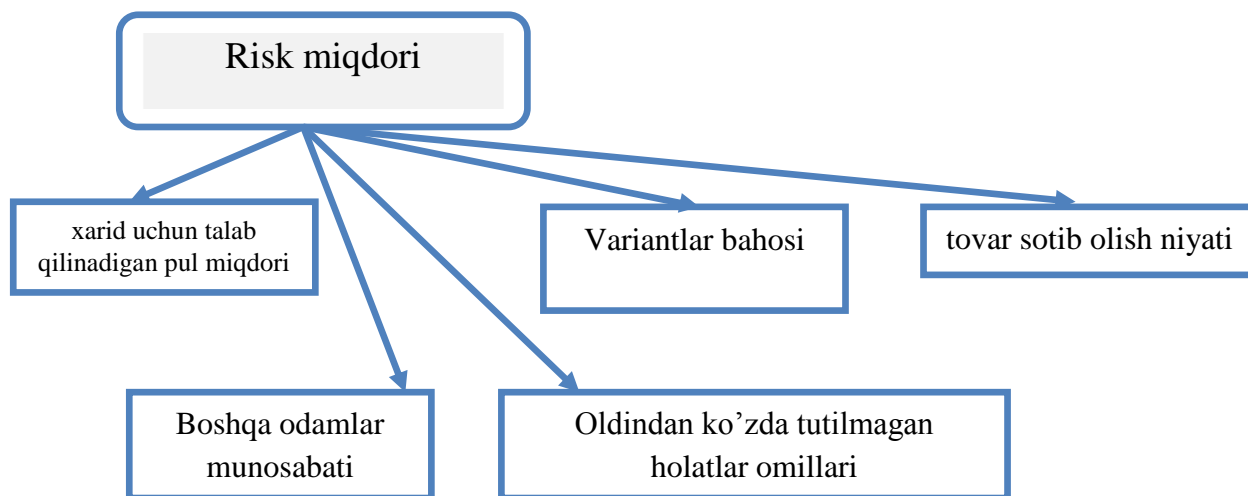 Risk miqdori
xarid uchun talab
qilinadigan pul miqdori
Variantlar bahosi
tovar sotib olish niyati
Boshqa odamlar
munosabati
Oldindan ko’zda tutilmagan
holatlar omillari